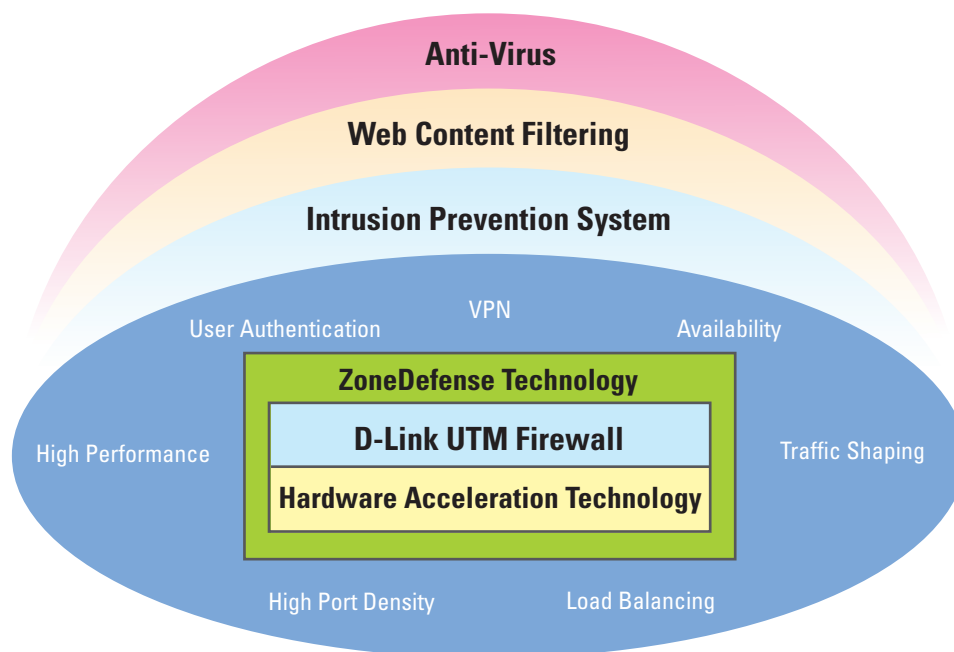 Anti-Virus
Web Content Filtering
Intrusion Prevention System
VPN
User Authentication
Availability
ZoneDefense Technology
D-Link UTM Firewall
High Performance
Traffic Shaping
Hardware Acceleration Technology
High Port Density
Load Balancing